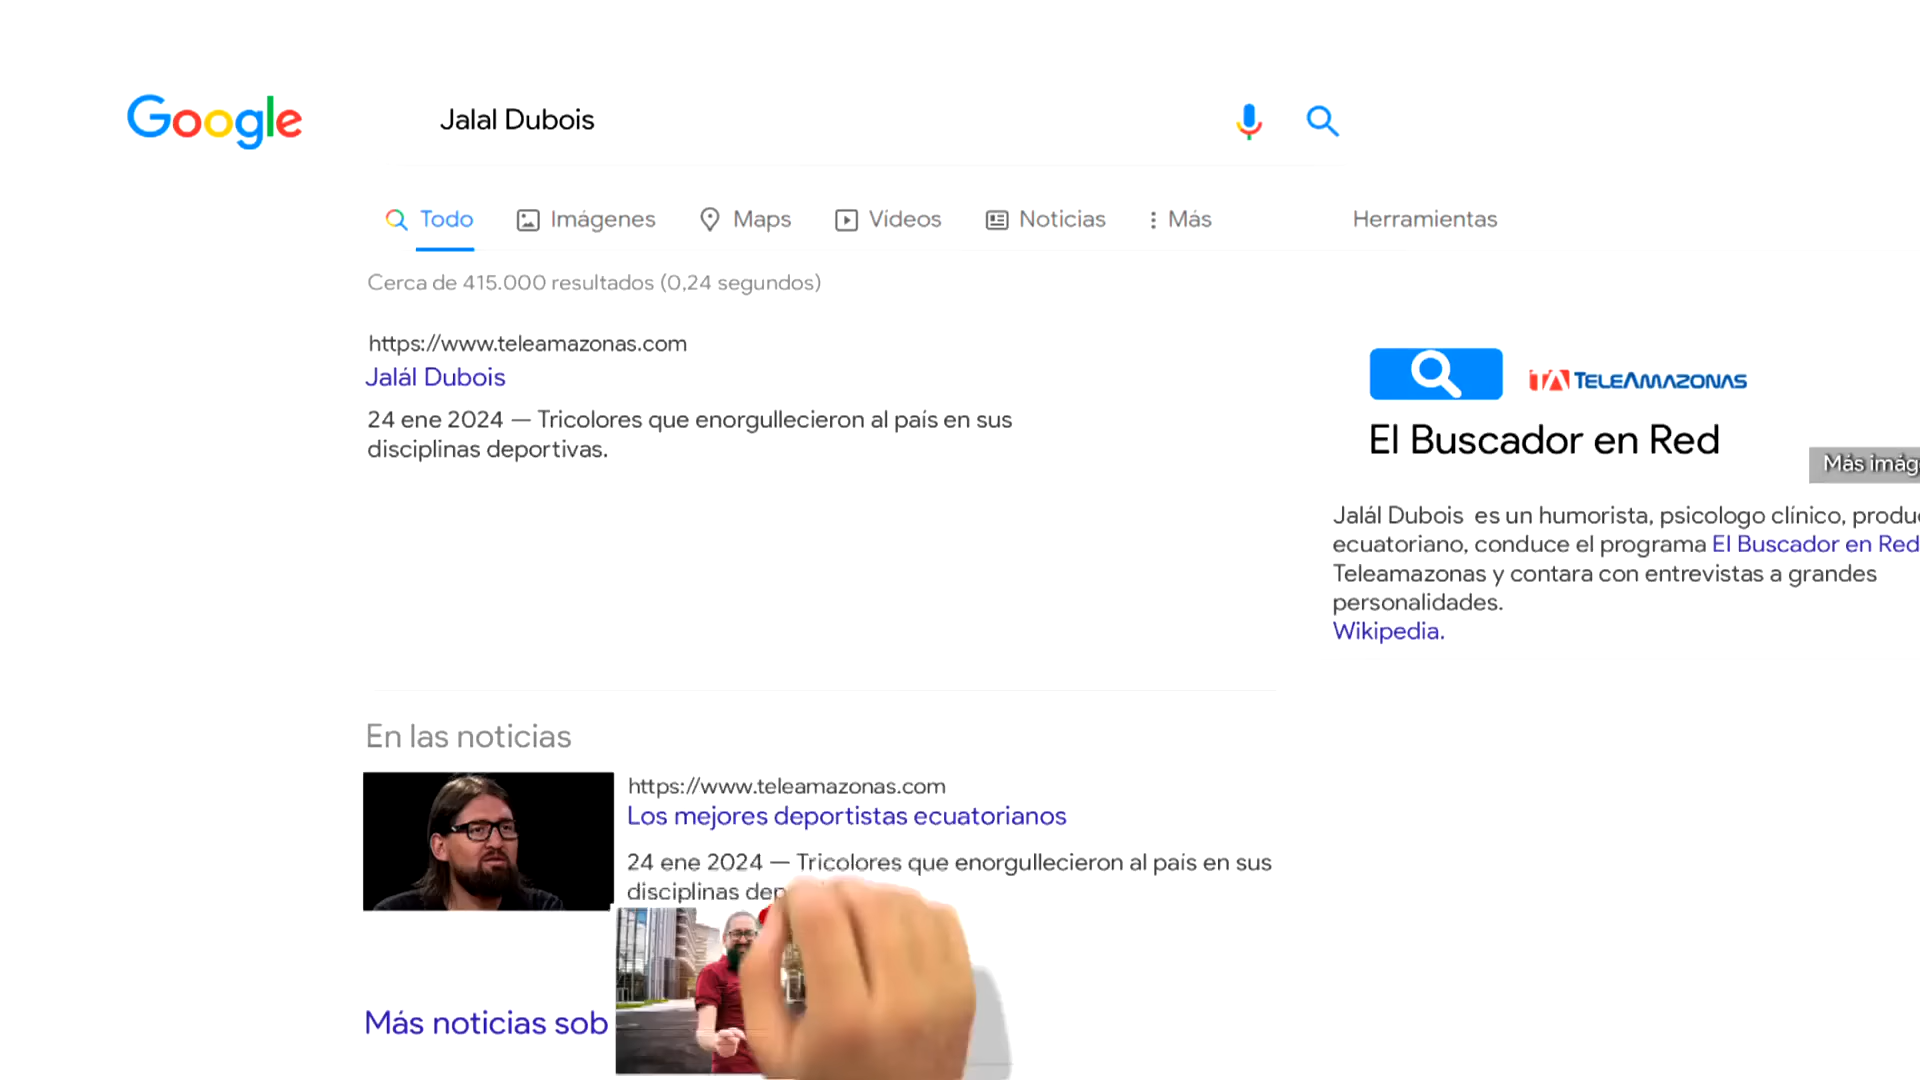 Google
Jalal Dubois
Todo
Imágenes
Maps
Vídeos
Noticias
Más
Herramientas
Cerca de 415.000 resultados (0,24 segundos)
https://www.teleamazonas.com
Jalál Dubois
24 ene 2024 — Tricolores que enorgullecieron al país en sus
disciplinas deportivas.
TA TELEAMAZONAS
El Buscador en Red
Más
Jalál Dubois es un humorista, psicologo clínico,
ecuatoriano, conduce el programa El Buscador en Red
Teleamazonas y contara con entrevistas a grandes
personalidades.
Wikipedia.
En las noticias
https://www.teleamazonas.com
Los mejores deportistas ecuatorianos
24 ene 2024 — Tricolores que enorgullecieron al país en sus
disciplinas
Más noticias